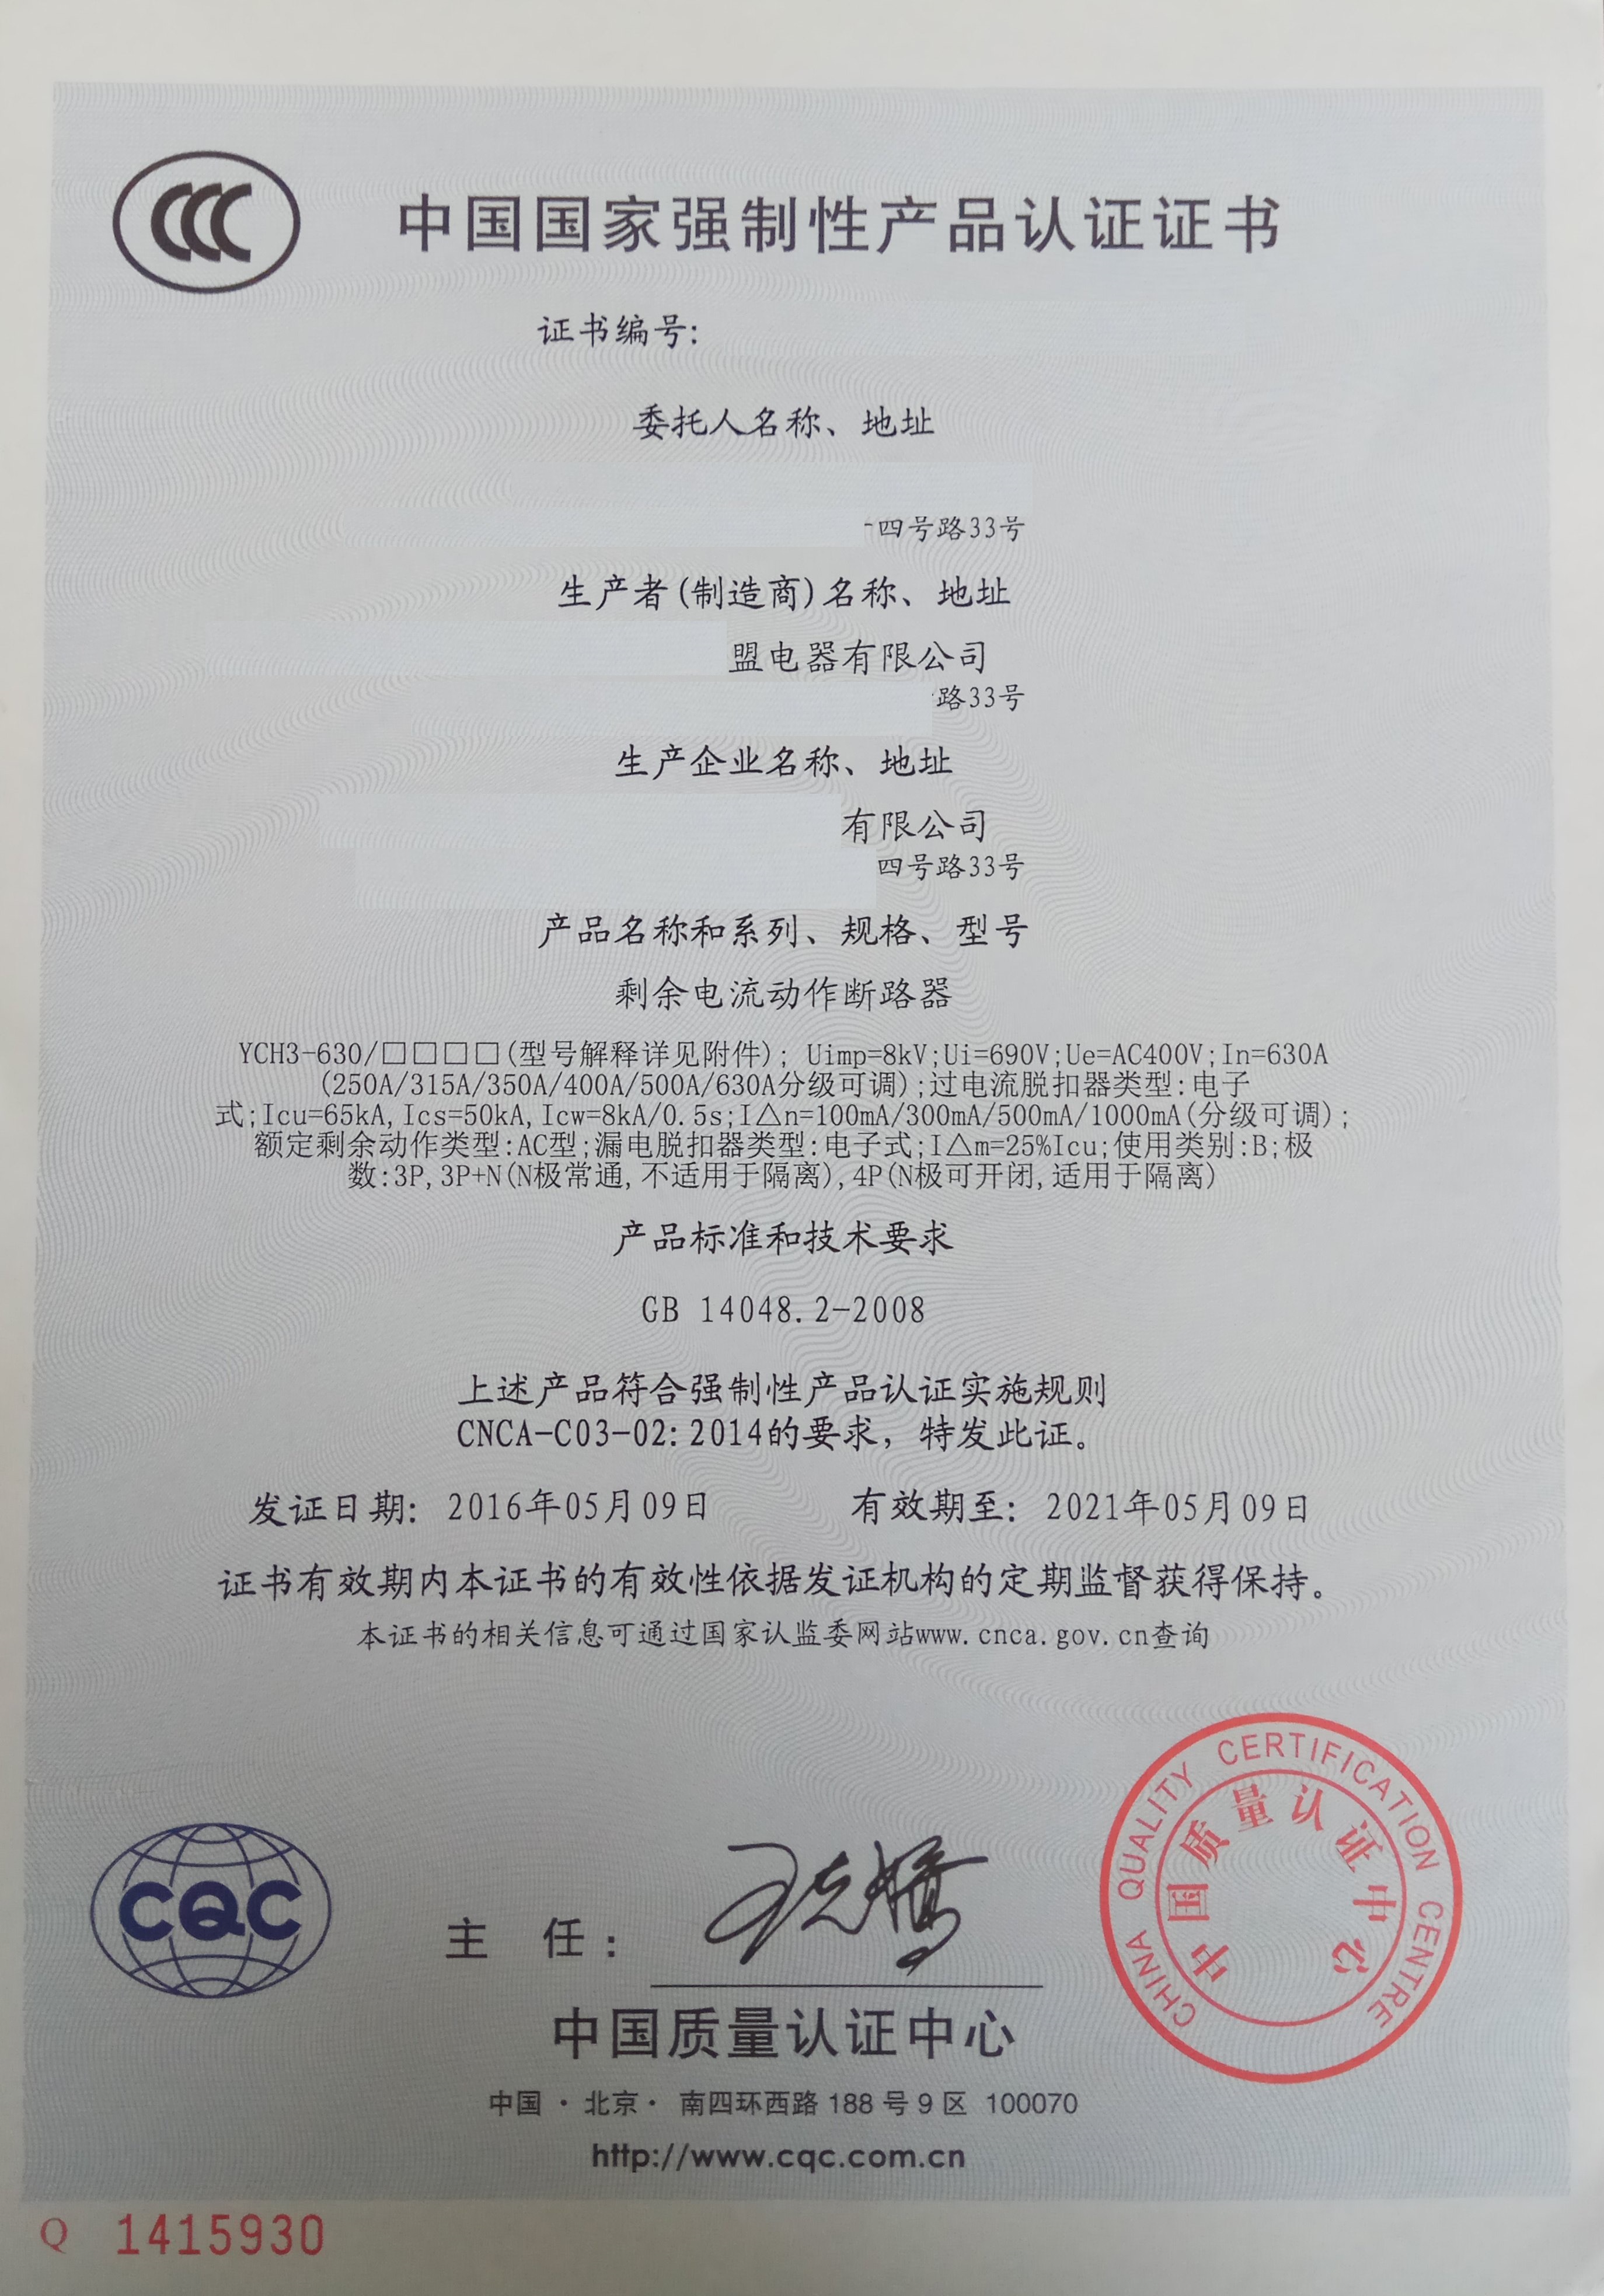 CCC
中国国家强制性产品认证证书
证书编号:
委托人名称、地址
四号路33号
生产者(制造商)名称、地址
盟电器有限公司
路33号
生产企业名称、地址
有限公司
四号路33号
产品名称和系列、规格、型号
剩余电流动作断路器
YCH3-630/□□□□(型号解释详见附件); Uimp=8kV;Ui=690V;Ue=AC400V;In=630A
(250A/315A/350A/400A/500A/630A分级可调);过电流脱扣器类型:电子
式;Icu=65kA,Ics=50kA,Icw=8kA/0.5s;I△n=100mA/300mA/500mA/1000mA(分级可调);
额定剩余动作类型:AC型;漏电脱扣器类型:电子式;I△m=25%Icu;使用类别:B;极
数:3P,3P+N(N极常通,不适用于隔离),4P(N极可开闭,适用于隔离)
产品标准和技术要求
GB 14048.2-2008
上述产品符合强制性产品认证实施规则
CNCA-C03-02:2014的要求，特发此证。
发证日期: 2016年05月09日 有效期至: 2021年05月09日
证书有效期内本证书的有效性依据发证机构的定期监督获得保持。
本证书的相关信息可通过国家认监委网站www.cnca.gov.cn查询
CHINA QUALITY CERTIFICATION CENTRE
中国质量认证中心
CQC
主 任:
中国质量认证中心
中国·北京· 南四环西路 188 号 9 区 100070
http://www.cqc.com.cn
Q 1415930